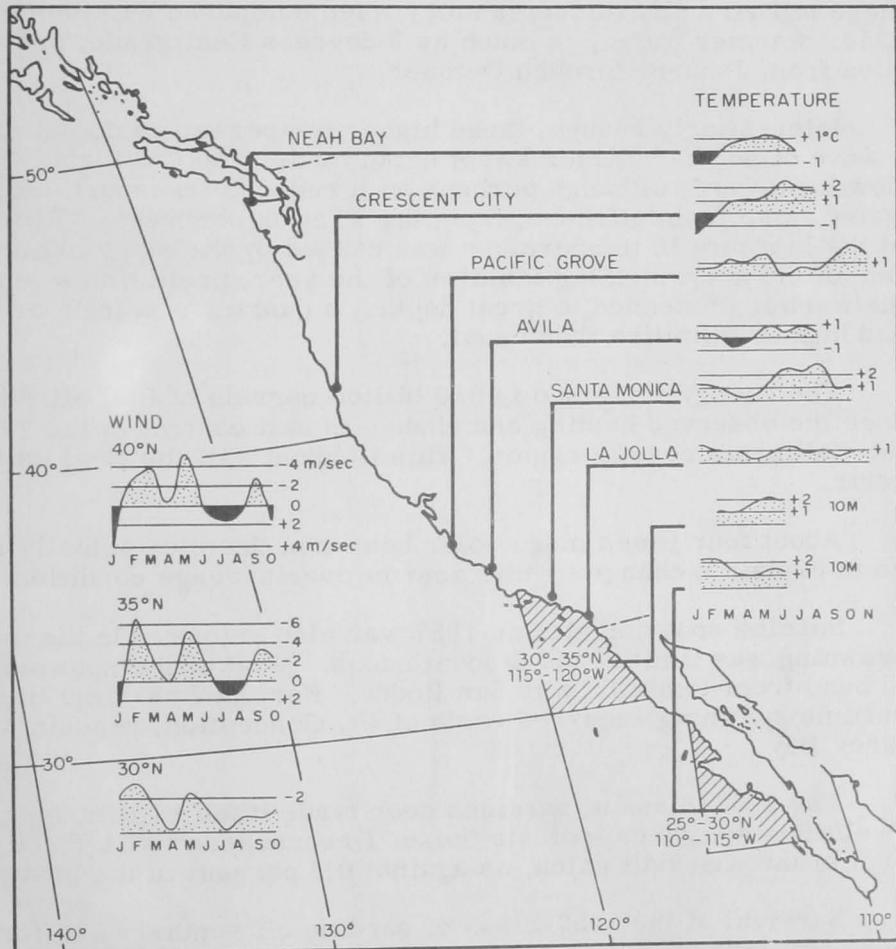 TEMPERATURE
NEAH BAY
+1°C
-1
50°
CRESCENT CITY
+2
+1
-1
PACIFIC GROVE
+1
AVILA
+1
-1
SANTA MONICA
+2
+1
LA JOLLA
+1
+2
+1
10M
+2
+1
10M
J F M A M J J A S O N
WIND
40°N
-4 m/sec
-2
0
+2
+4 m/sec
J F M A M J J A S O
40°
35°N
-6
-4
-2
0
+2
J F M A M J J A S O
30°-35°N
115°-120°W
30°
30°N
-2
J F M A M J J A S O
25°-30°N
110°-115°W
140°
130°
120°
110°